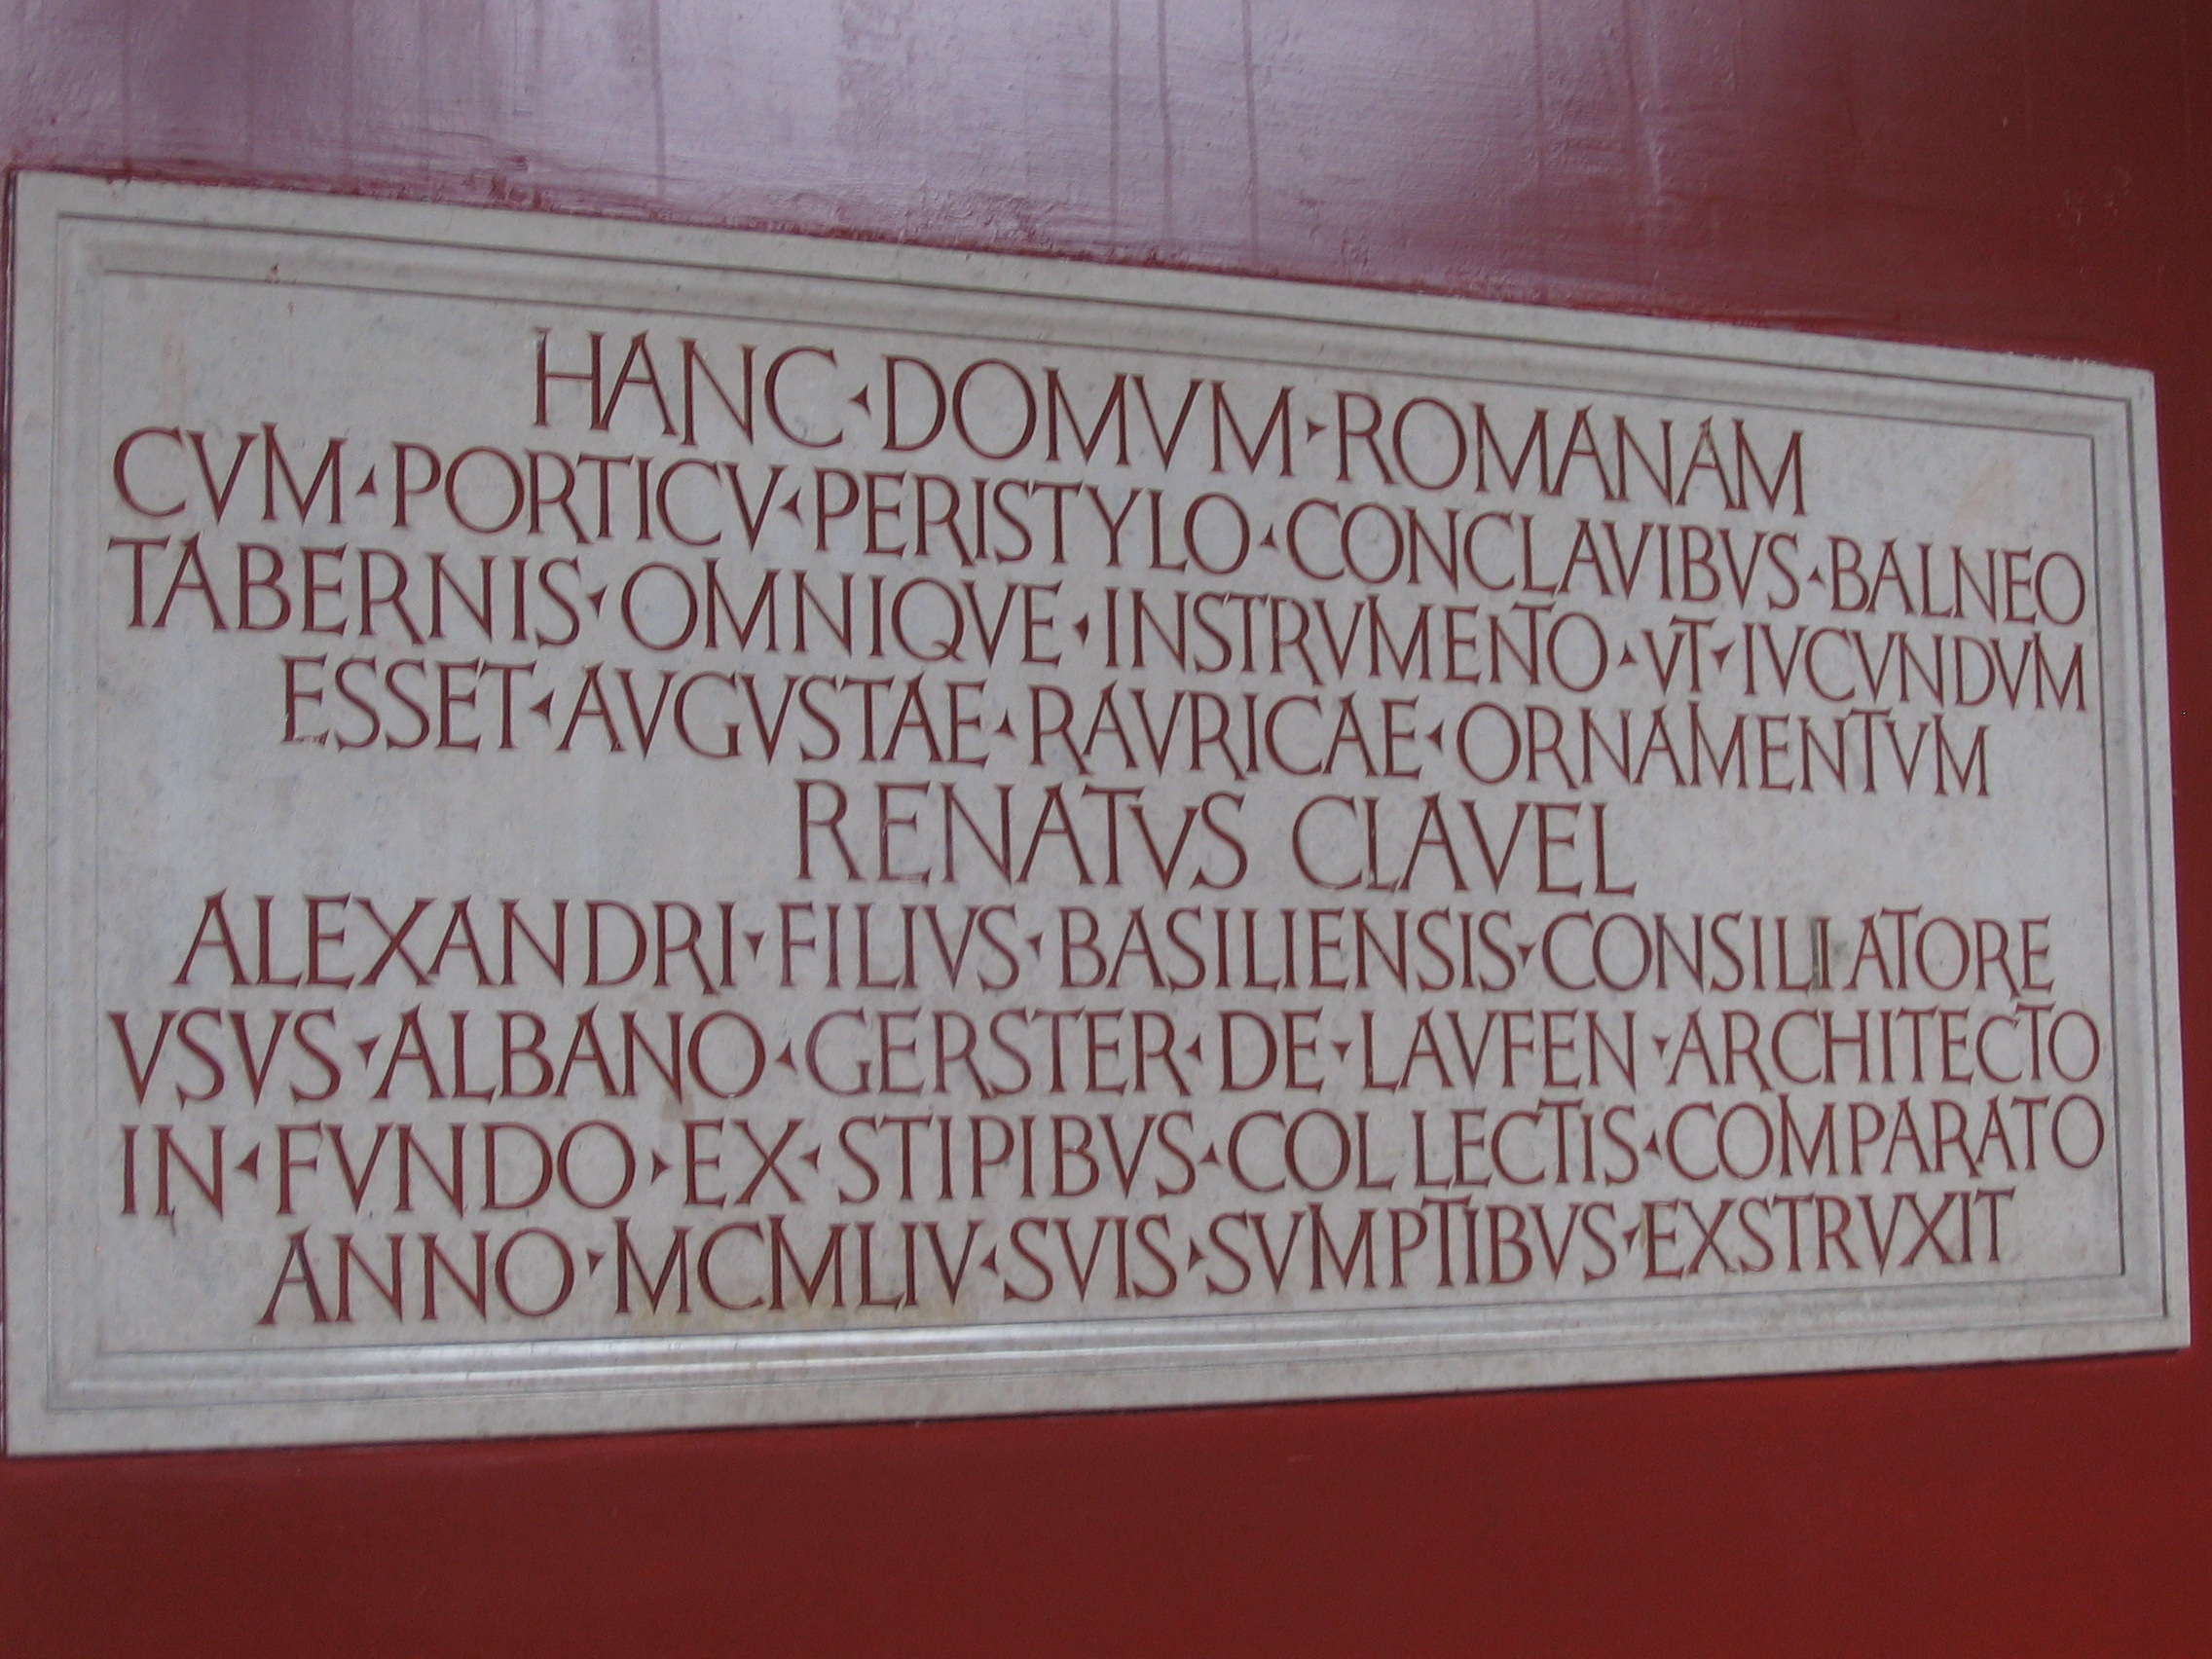 HANC·DOMVM·ROMANAM
CVM·PORTICV·PERISTYLO·CONCLAVIBVS·BALNEO
TABERNIS·OMNIQVE·INSTRVMENTO·VT·IVCVNDVM
ESSET·AVGVSTAE·RAVRICAE·ORNAMENTVM
RENATVS CLAVEL
ALEXANDRI·FILIVS·BASILIENSIS·CONSILIATORE
VSVS·ALBANO·GERSTER·DE·LAVFEN·ARCHITECTO
IN·FVNDO·EX·STIPIBVS·COLLECTIS·COMPARATO
ANNO·MCMLIV·SVIS·SVMPTIBVS·EXSTRVXIT